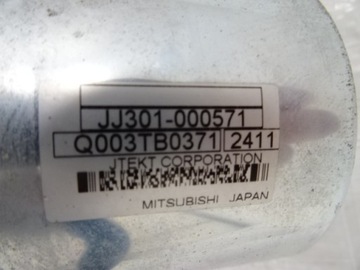 JJ301-000571
Q003TB0371 2411
JTEKT CORPORATION
MITSUBISHI JAPAN